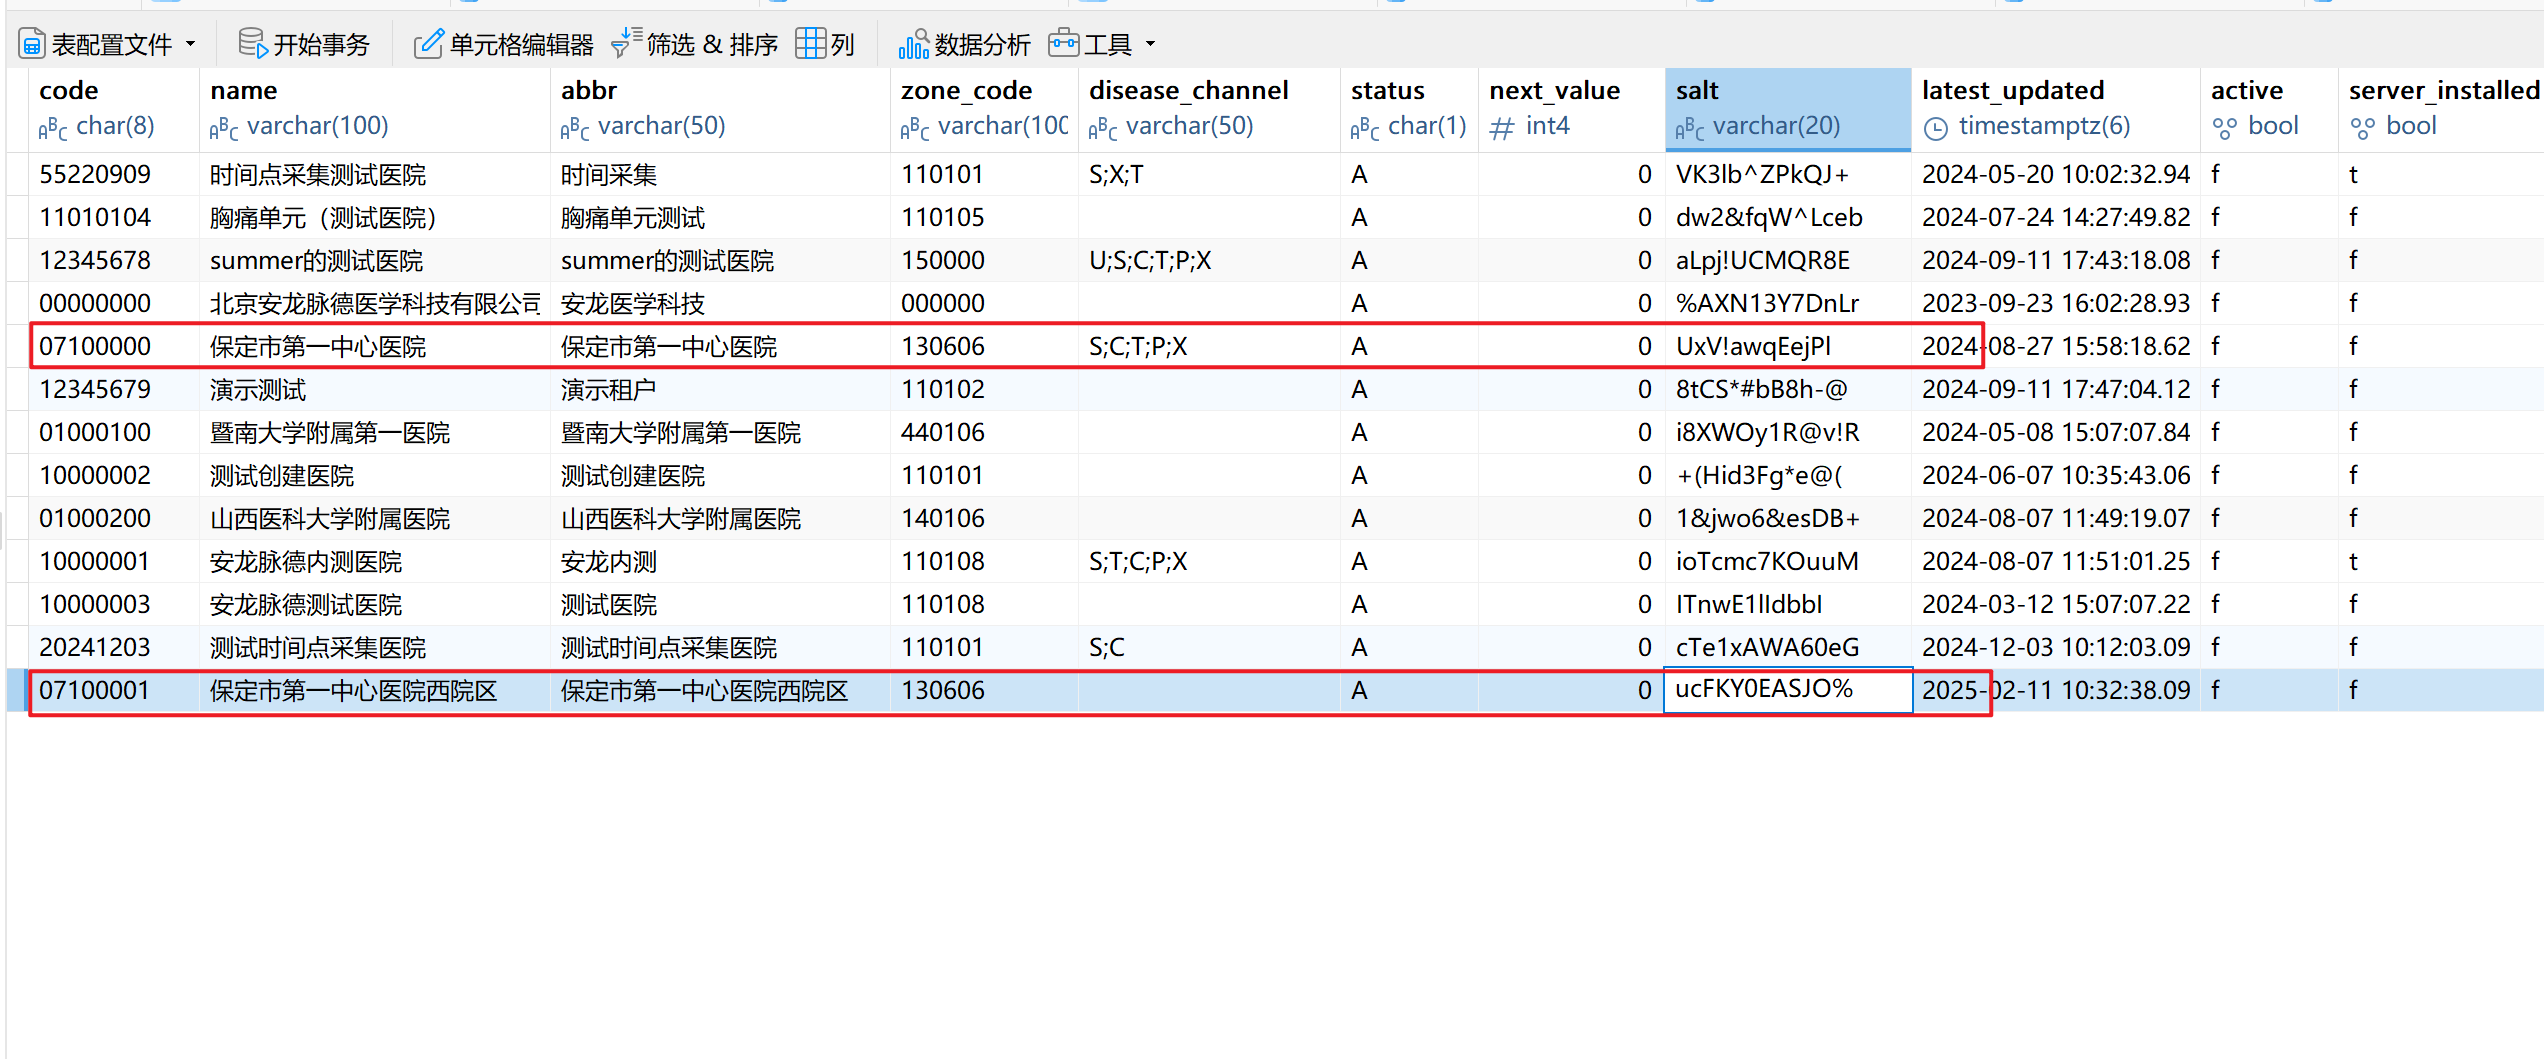 表配置文件 开始事务 单元格编辑器 筛选 & 排序 列 数据分析 工具
code name abbr zone_code disease_channel status next_value salt latest_updated active server_installed
char(8) varchar(100) varchar(50) varchar(100 varchar(50) char(1) int4 varchar(20) timestamptz(6) bool bool
55220909 时间点采集测试医院 时间采集 110101 S;X;T A 0 VK3lb^ZPkQJ+ 2024-05-20 10:02:32.94 f t
11010104 胸痛单元（测试医院） 胸痛单元测试 110105 A 0 dw2&fqW^Lceb 2024-07-24 14:27:49.82 f f
12345678 summer的测试医院 summer的测试医院 150000 U;S;C;T;P;X A 0 aLpj!UCMQR8E 2024-09-11 17:43:18.08 f f
00000000 北京安龙脉德医学科技有限公司 安龙医学科技 000000 A 0 %AXN13Y7DnLr 2023-09-23 16:02:28.93 f f
07100000 保定市第一中心医院 保定市第一中心医院 130606 S;C;T;P;X A 0 UxV!awqEejPl 2024-08-27 15:58:18.62 f f
12345679 演示测试 演示租户 110102 A 0 8tCS*#bB8h-@ 2024-09-11 17:47:04.12 f f
01000100 暨南大学附属第一医院 暨南大学附属第一医院 440106 A 0 i8XWOy1R@v!R 2024-05-08 15:07:07.84 f f
10000002 测试创建医院 测试创建医院 110101 A 0 +(Hid3Fg*e@( 2024-06-07 10:35:43.06 f f
01000200 山西医科大学附属医院 山西医科大学附属医院 140106 A 0 1&jwo6&esDB+ 2024-08-07 11:49:19.07 f f
10000001 安龙脉德内测医院 安龙内测 110108 S;T;C;P;X A 0 ioTcmc7KOuuM 2024-08-07 11:51:01.25 f t
10000003 安龙脉德测试医院 测试医院 110108 A 0 ITnwE1lIdbbI 2024-03-12 15:07:07.22 f f
20241203 测试时间点采集医院 测试时间点采集医院 110101 S;C A 0 cTe1xAWA60eG 2024-12-03 10:12:03.09 f f
07100001 保定市第一中心医院西院区 保定市第一中心医院西院区 130606 A 0 ucFKY0EASJO% 2025-02-11 10:32:38.09 f f